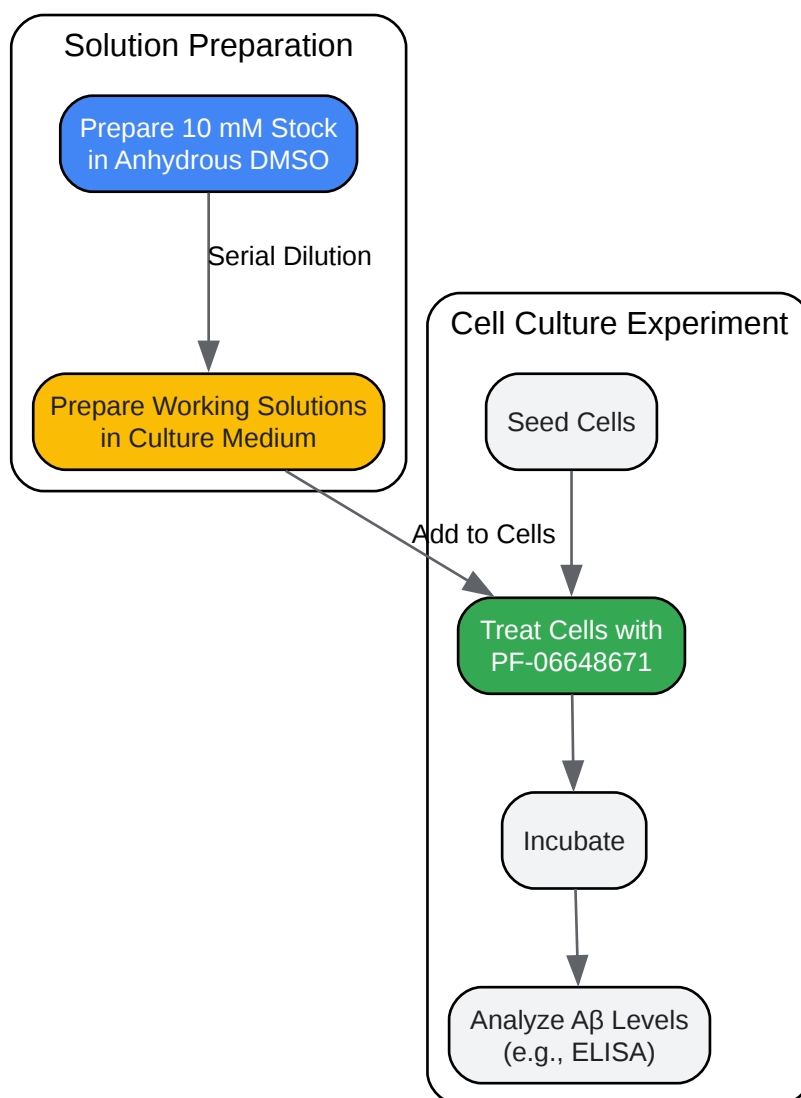 Solution Preparation
Prepare 10 mM Stock
in Anhydrous DMSO
Serial Dilution
Prepare Working Solutions
in Culture Medium
Cell Culture Experiment
Seed Cells
Add to Cells
Treat Cells with
PF-06648671
Incubate
Analyze Aβ Levels
(e.g., ELISA)